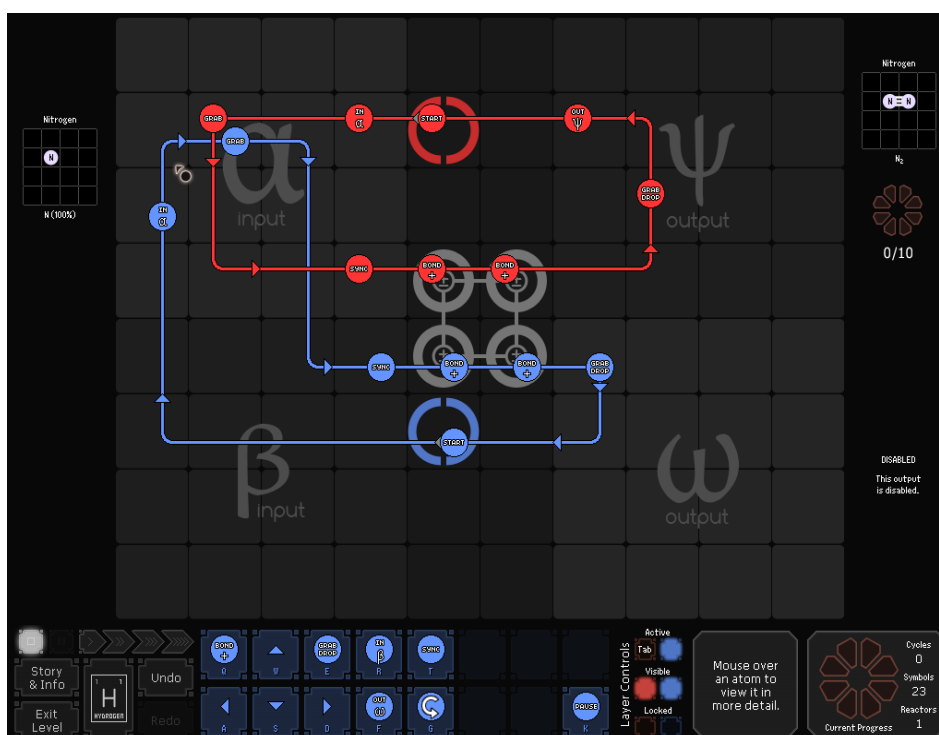 Nitrogen
N
N (100%)
Nitrogen
N=N
N₂
0/10
DISABLED
This output
is disabled.
GRAB
IN
α
START
OUT
ψ
GRAB
IN
α
GRAB
DROP
α
input
ψ
output
SYNC
BOND
+
BOND
+
SYNC
BOND
+
BOND
+
GRAB
DROP
START
β
input
ω
output
Story
& Info
Exit
Level
1
1
H
HYDROGEN
Undo
Redo
BOND
+
Q
W
GRAB
DROP
E
IN
β
R
SYNC
T
A
S
D
OUT
ω
F
G
PAUSE
K
Layer Controls
Active
Tab
Visible
Locked
Mouse over
an atom to
view it in
more detail.
Cycles
0
Symbols
23
Reactors
1
Current Progress